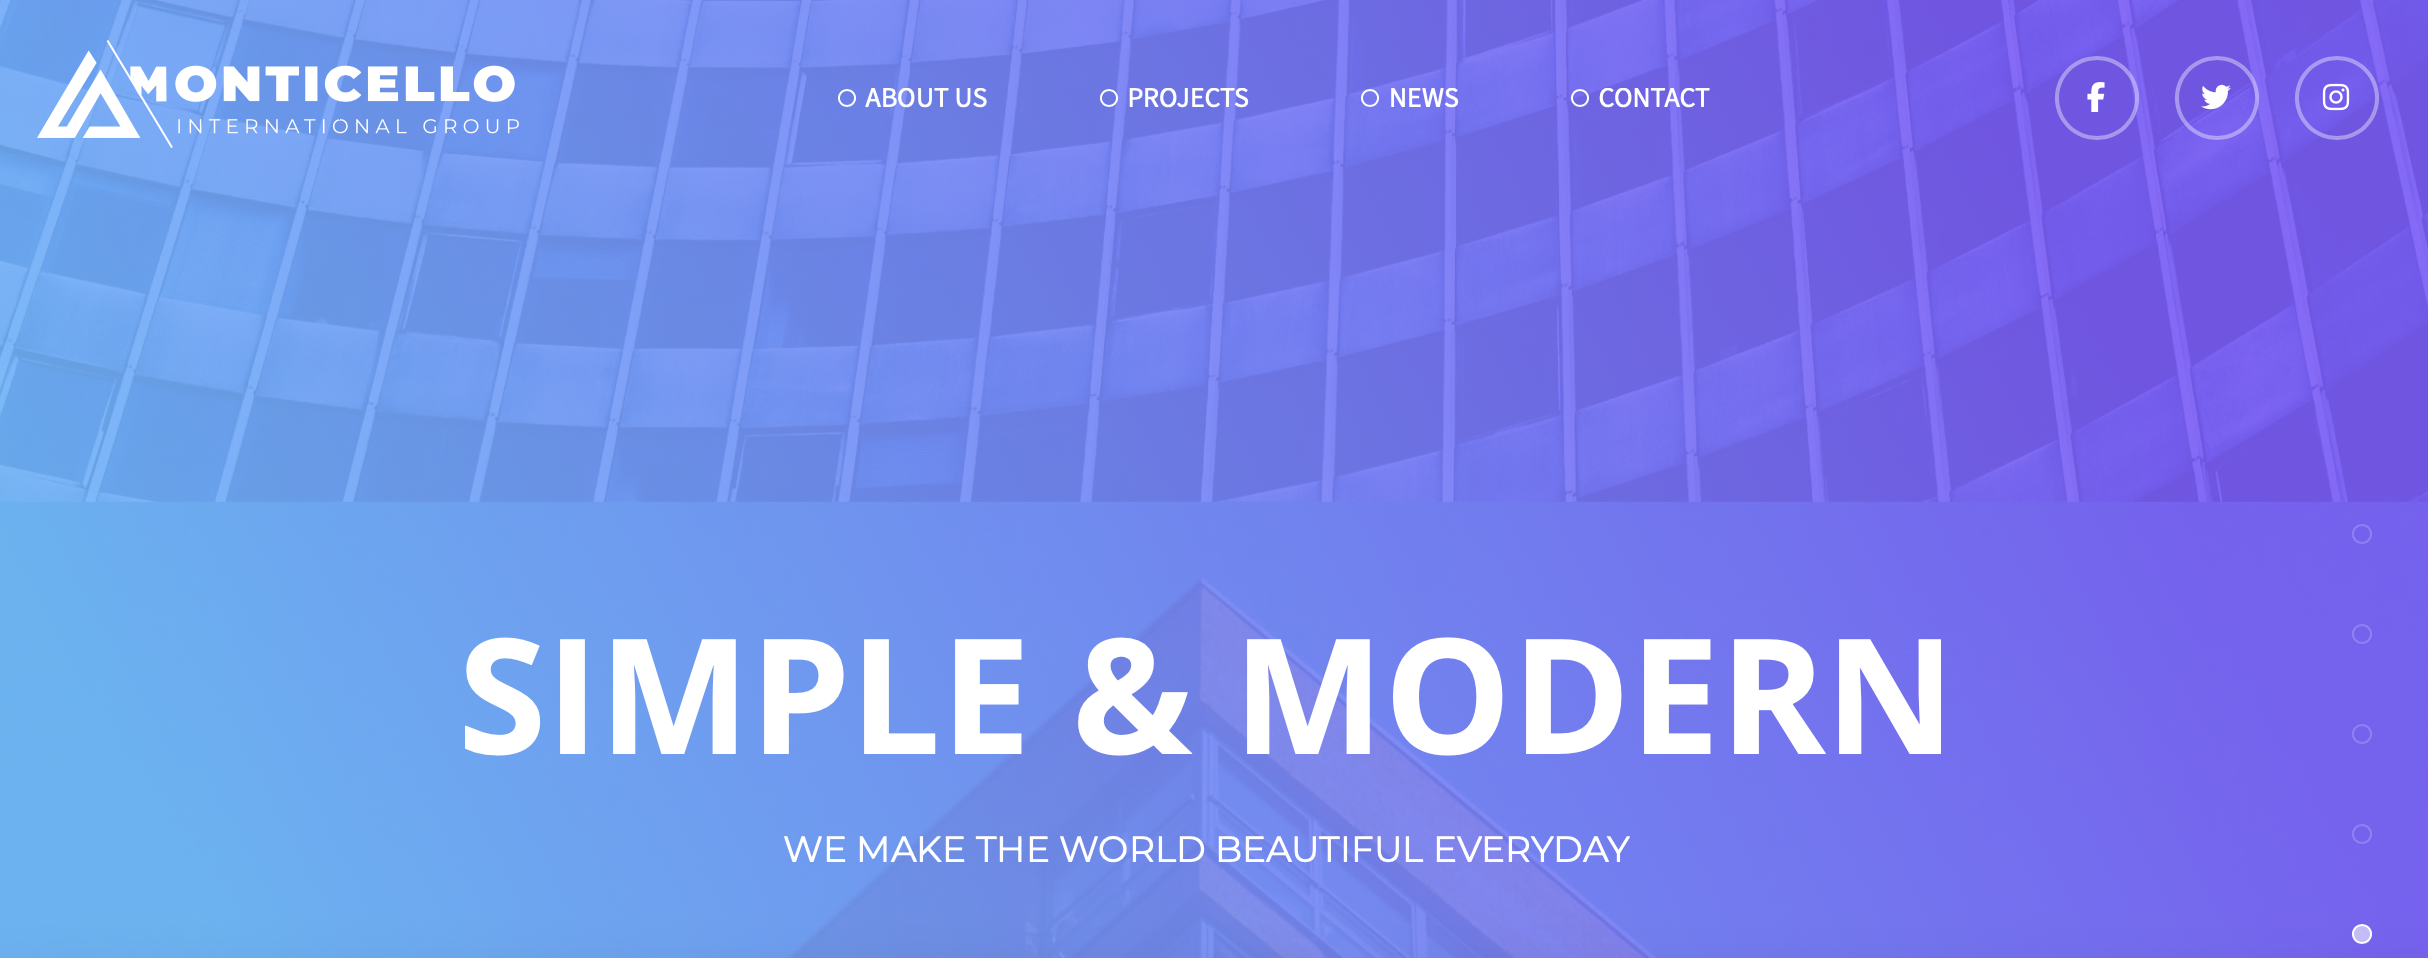 MONTICELLO
INTERNATIONAL GROUP
ABOUT US
PROJECTS
NEWS
CONTACT
SIMPLE & MODERN
WE MAKE THE WORLD BEAUTIFUL EVERYDAY